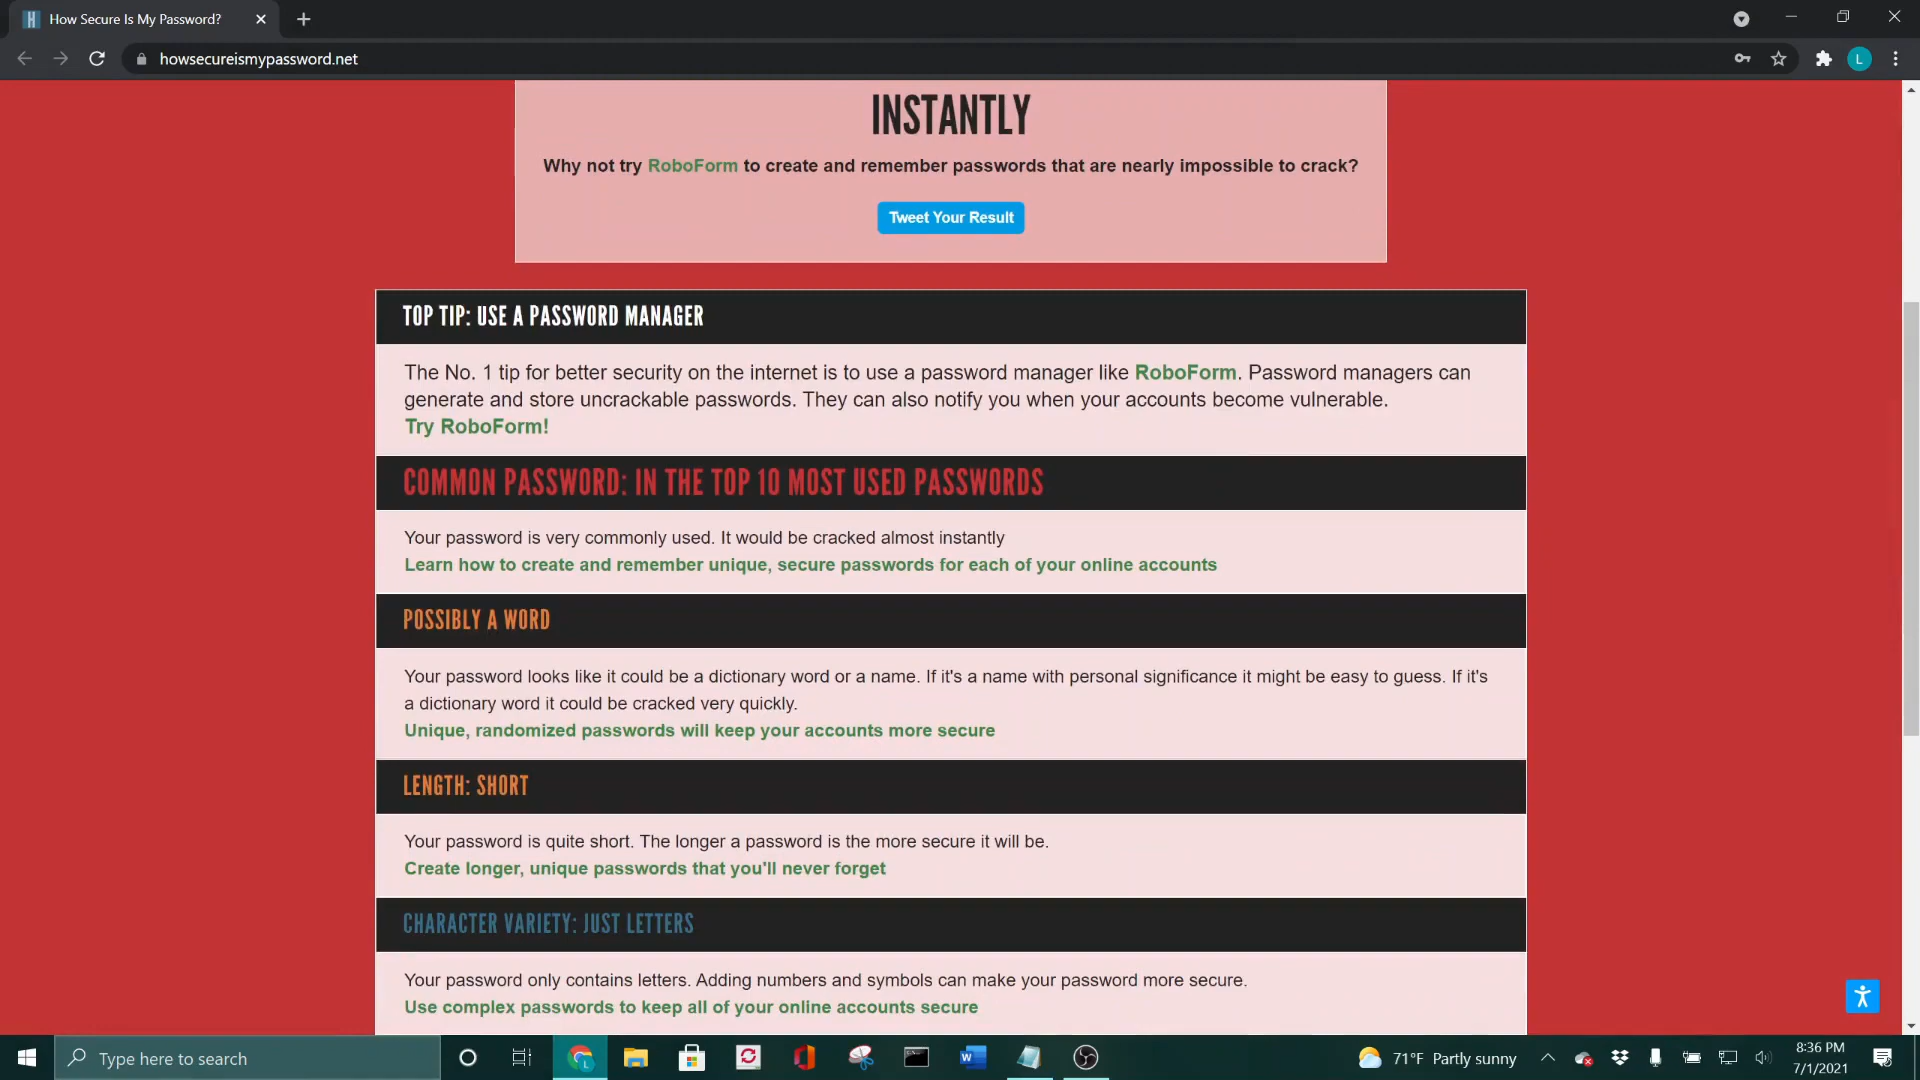 How Secure Is My Password?
howsecureismypassword.net
L
INSTANTLY
Why not try RoboForm to create and remember passwords that are nearly impossible to crack?
Tweet Your Result
TOP TIP: USE A PASSWORD MANAGER
The No. 1 tip for better security on the internet is to use a password manager like RoboForm. Password managers can
generate and store uncrackable passwords. They can also notify you when your accounts become vulnerable.
Try RoboForm!
COMMON PASSWORD: IN THE TOP 10 MOST USED PASSWORDS
Your password is very commonly used. It would be cracked almost instantly
Learn how to create and remember unique, secure passwords for each of your online accounts
POSSIBLY A WORD
Your password looks like it could be a dictionary word or a name. If it's a name with personal significance it might be easy to guess. If it's
a dictionary word it could be cracked very quickly.
Unique, randomized passwords will keep your accounts more secure
LENGTH: SHORT
Your password is quite short. The longer a password is the more secure it will be.
Create longer, unique passwords that you'll never forget
CHARACTER VARIETY: JUST LETTERS
Your password only contains letters. Adding numbers and symbols can make your password more secure.
Use complex passwords to keep all of your online accounts secure
Type here to search
71°F Partly sunny
8:36 PM
7/1/2021